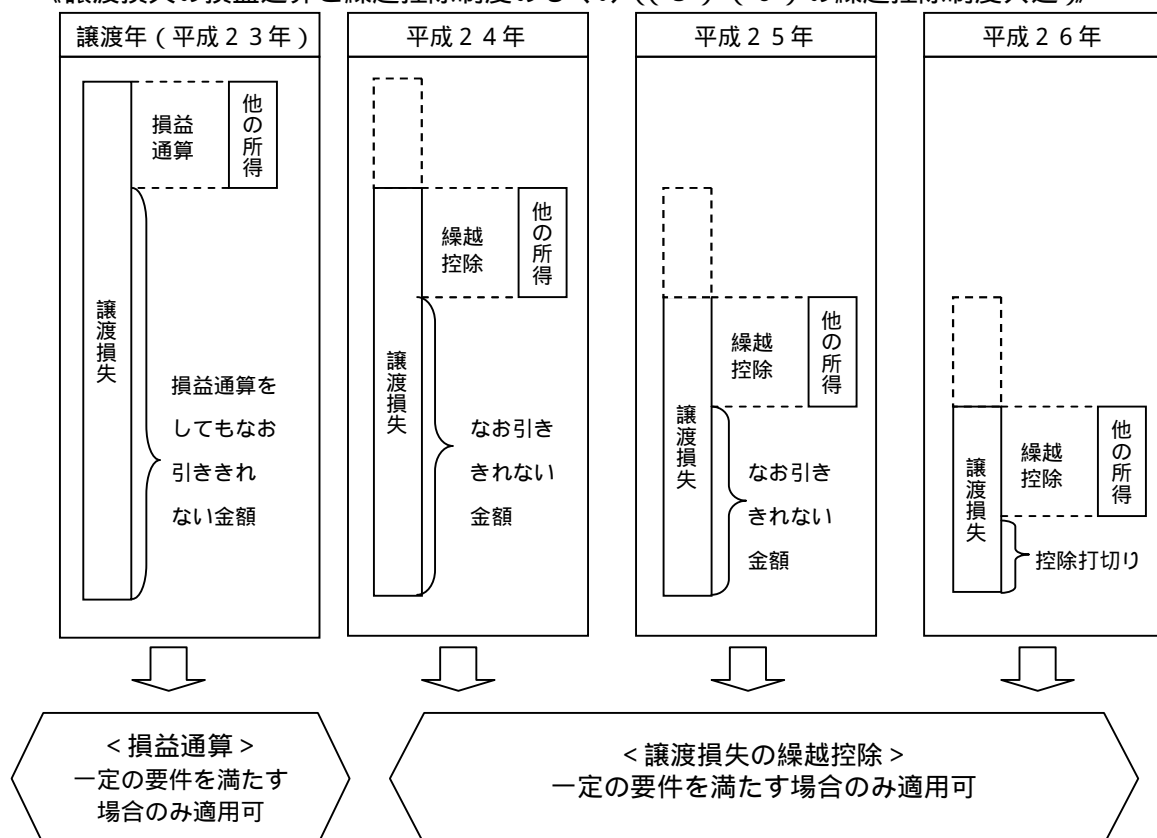 譲渡年(平成23年)
損益
通算
他の所得
譲渡損失
損益通算を
してもなお
引ききれ
ない金額
平成24年
繰越
控除
他の所得
譲渡損失
なお引き
きれない
金額
平成25年
繰越
控除
他の所得
譲渡損失
なお引き
きれない
金額
平成26年
繰越
控除
他の所得
譲渡損失
控除打切り
<損益通算>
一定の要件を満たす
場合のみ適用可
<譲渡損失の繰越控除>
一定の要件を満たす場合のみ適用可